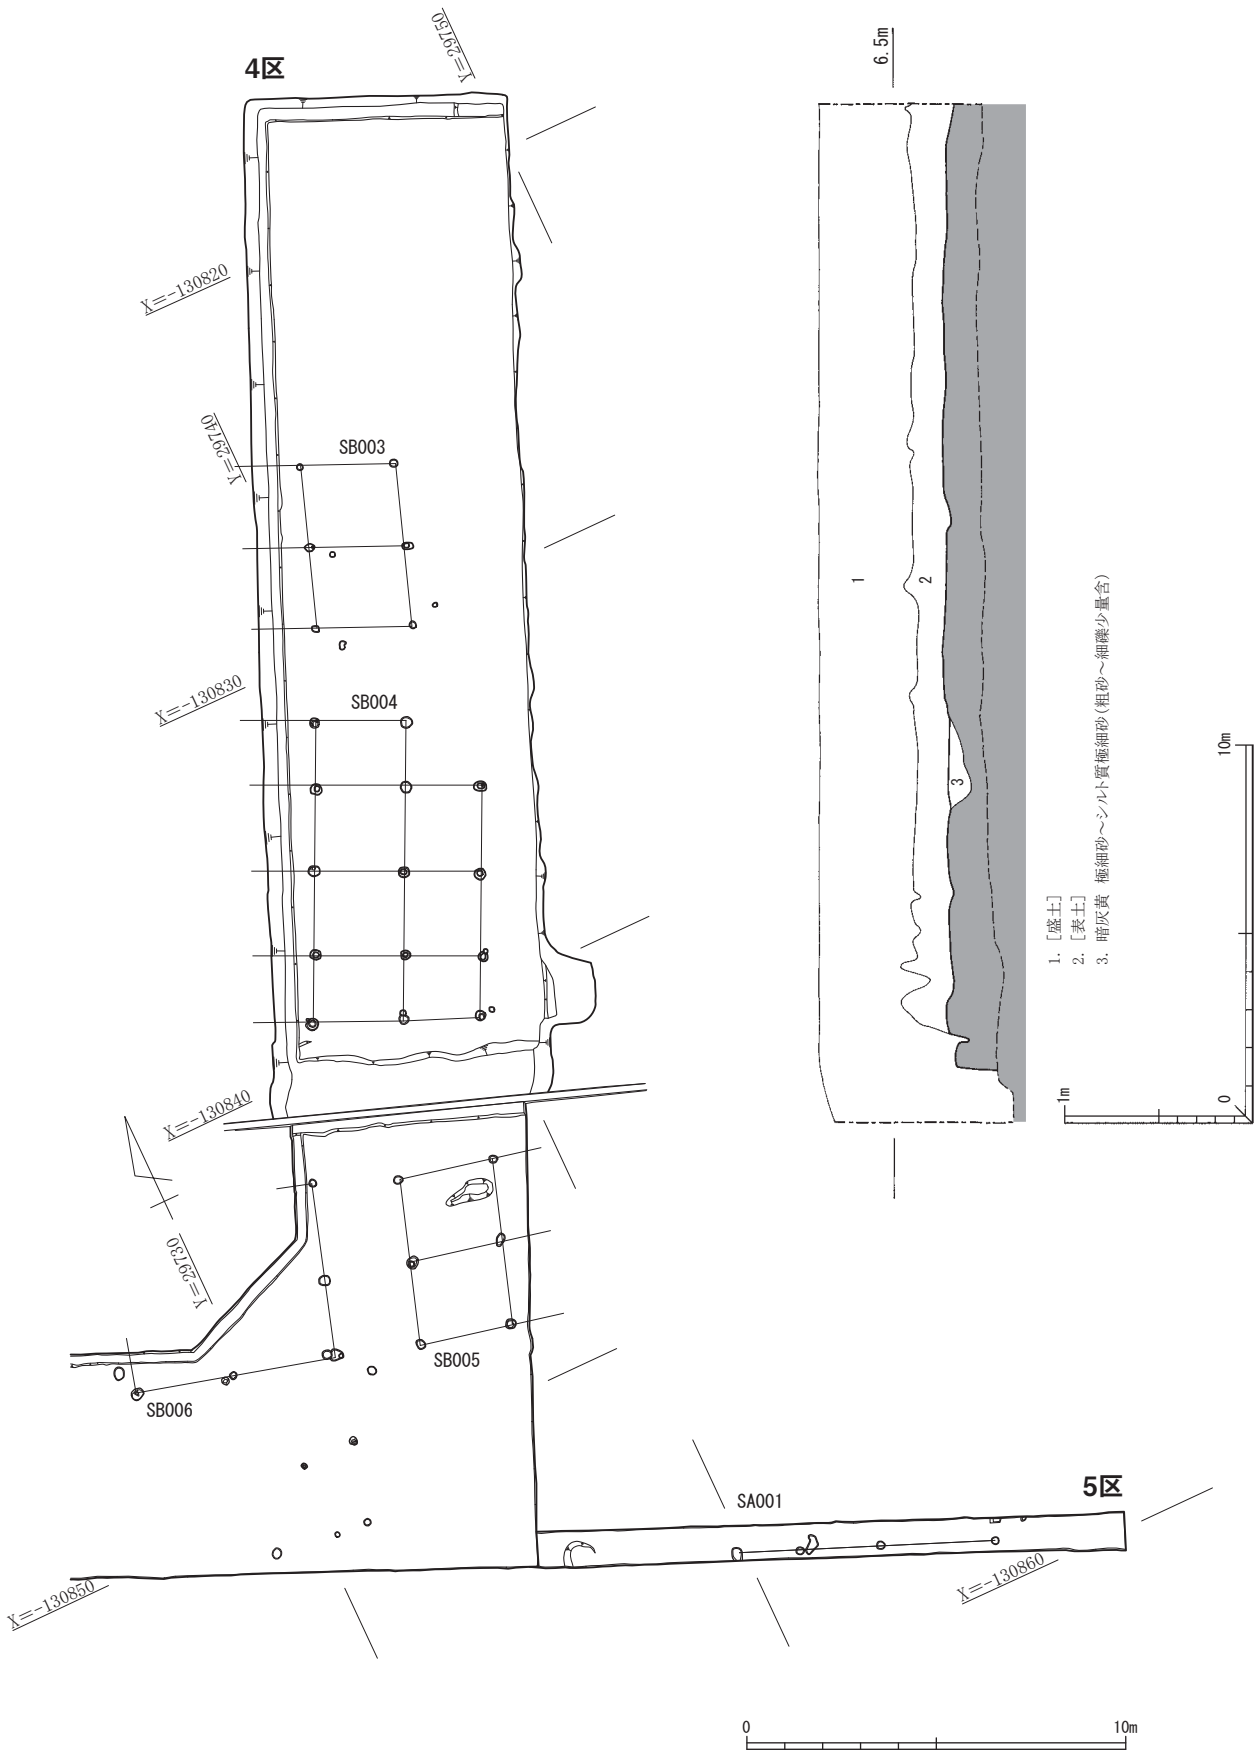 4区
Y=29750
6.5m
X=-130820
Y=29740
SB003
1
2
X=-130830
SB004
3
10m
1. [盛土]
2. [表土]
3. 暗灰黄 極細砂～シルト質極細砂(粗砂～細礫少量含)
X=-130840
1m
0
Y=29730
SB005
SB006
5区
SA001
X=-130850
X=-130860
0
10m